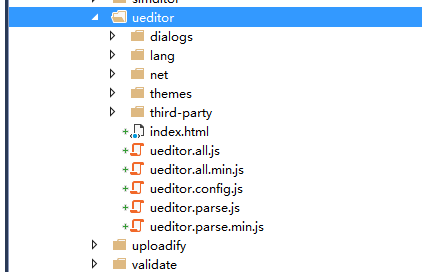 ueditor
dialogs
lang
net
themes
third-party
index.html
ueditor.all.js
ueditor.all.min.js
ueditor.config.js
ueditor.parse.js
ueditor.parse.min.js
uploadify
validate